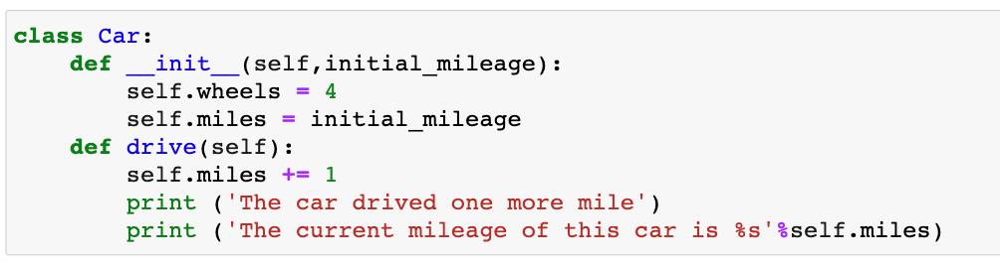 class Car:
    def __init__(self,initial_mileage):
        self.wheels = 4
        self.miles = initial_mileage
    def drive(self):
        self.miles += 1
        print ('The car drived one more mile')
        print ('The current mileage of this car is %s'%self.miles)